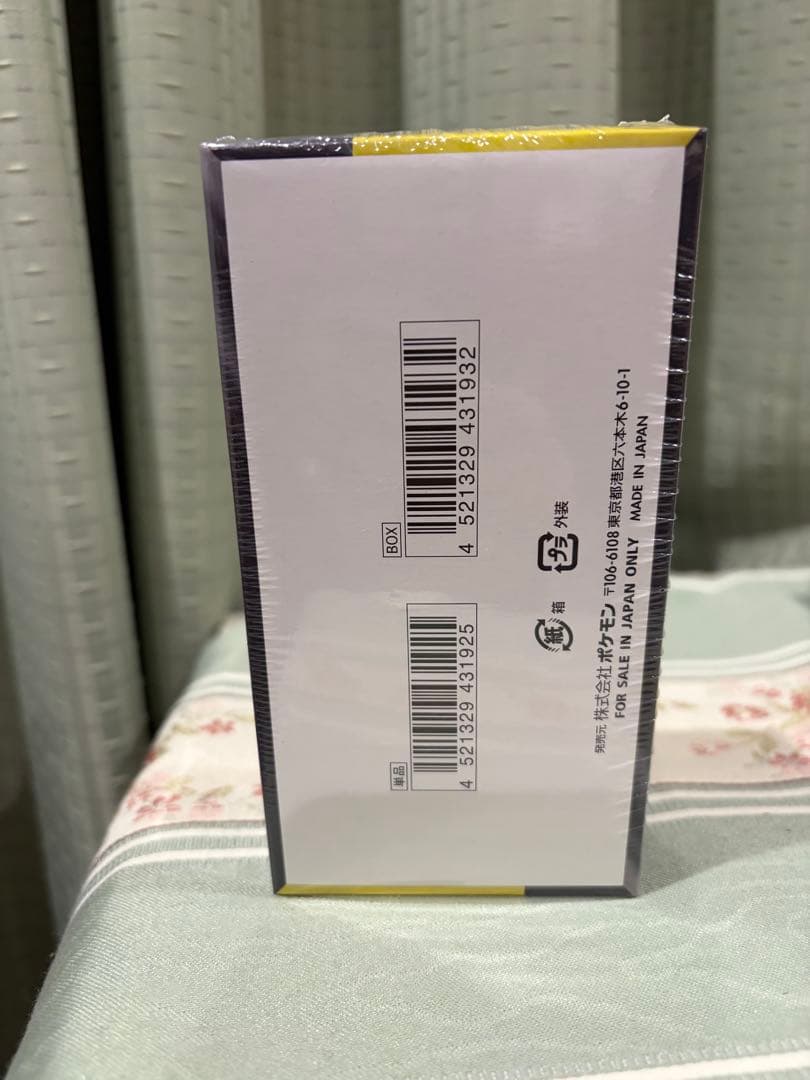 BOX
4 521329 431932
単品
4 521329 431925
紙 箱
プラ 外装
発売元 株式会社 ポケモン 〒106-6108 東京都港区六本木6-10-1
FOR SALE IN JAPAN ONLY MADE IN JAPAN